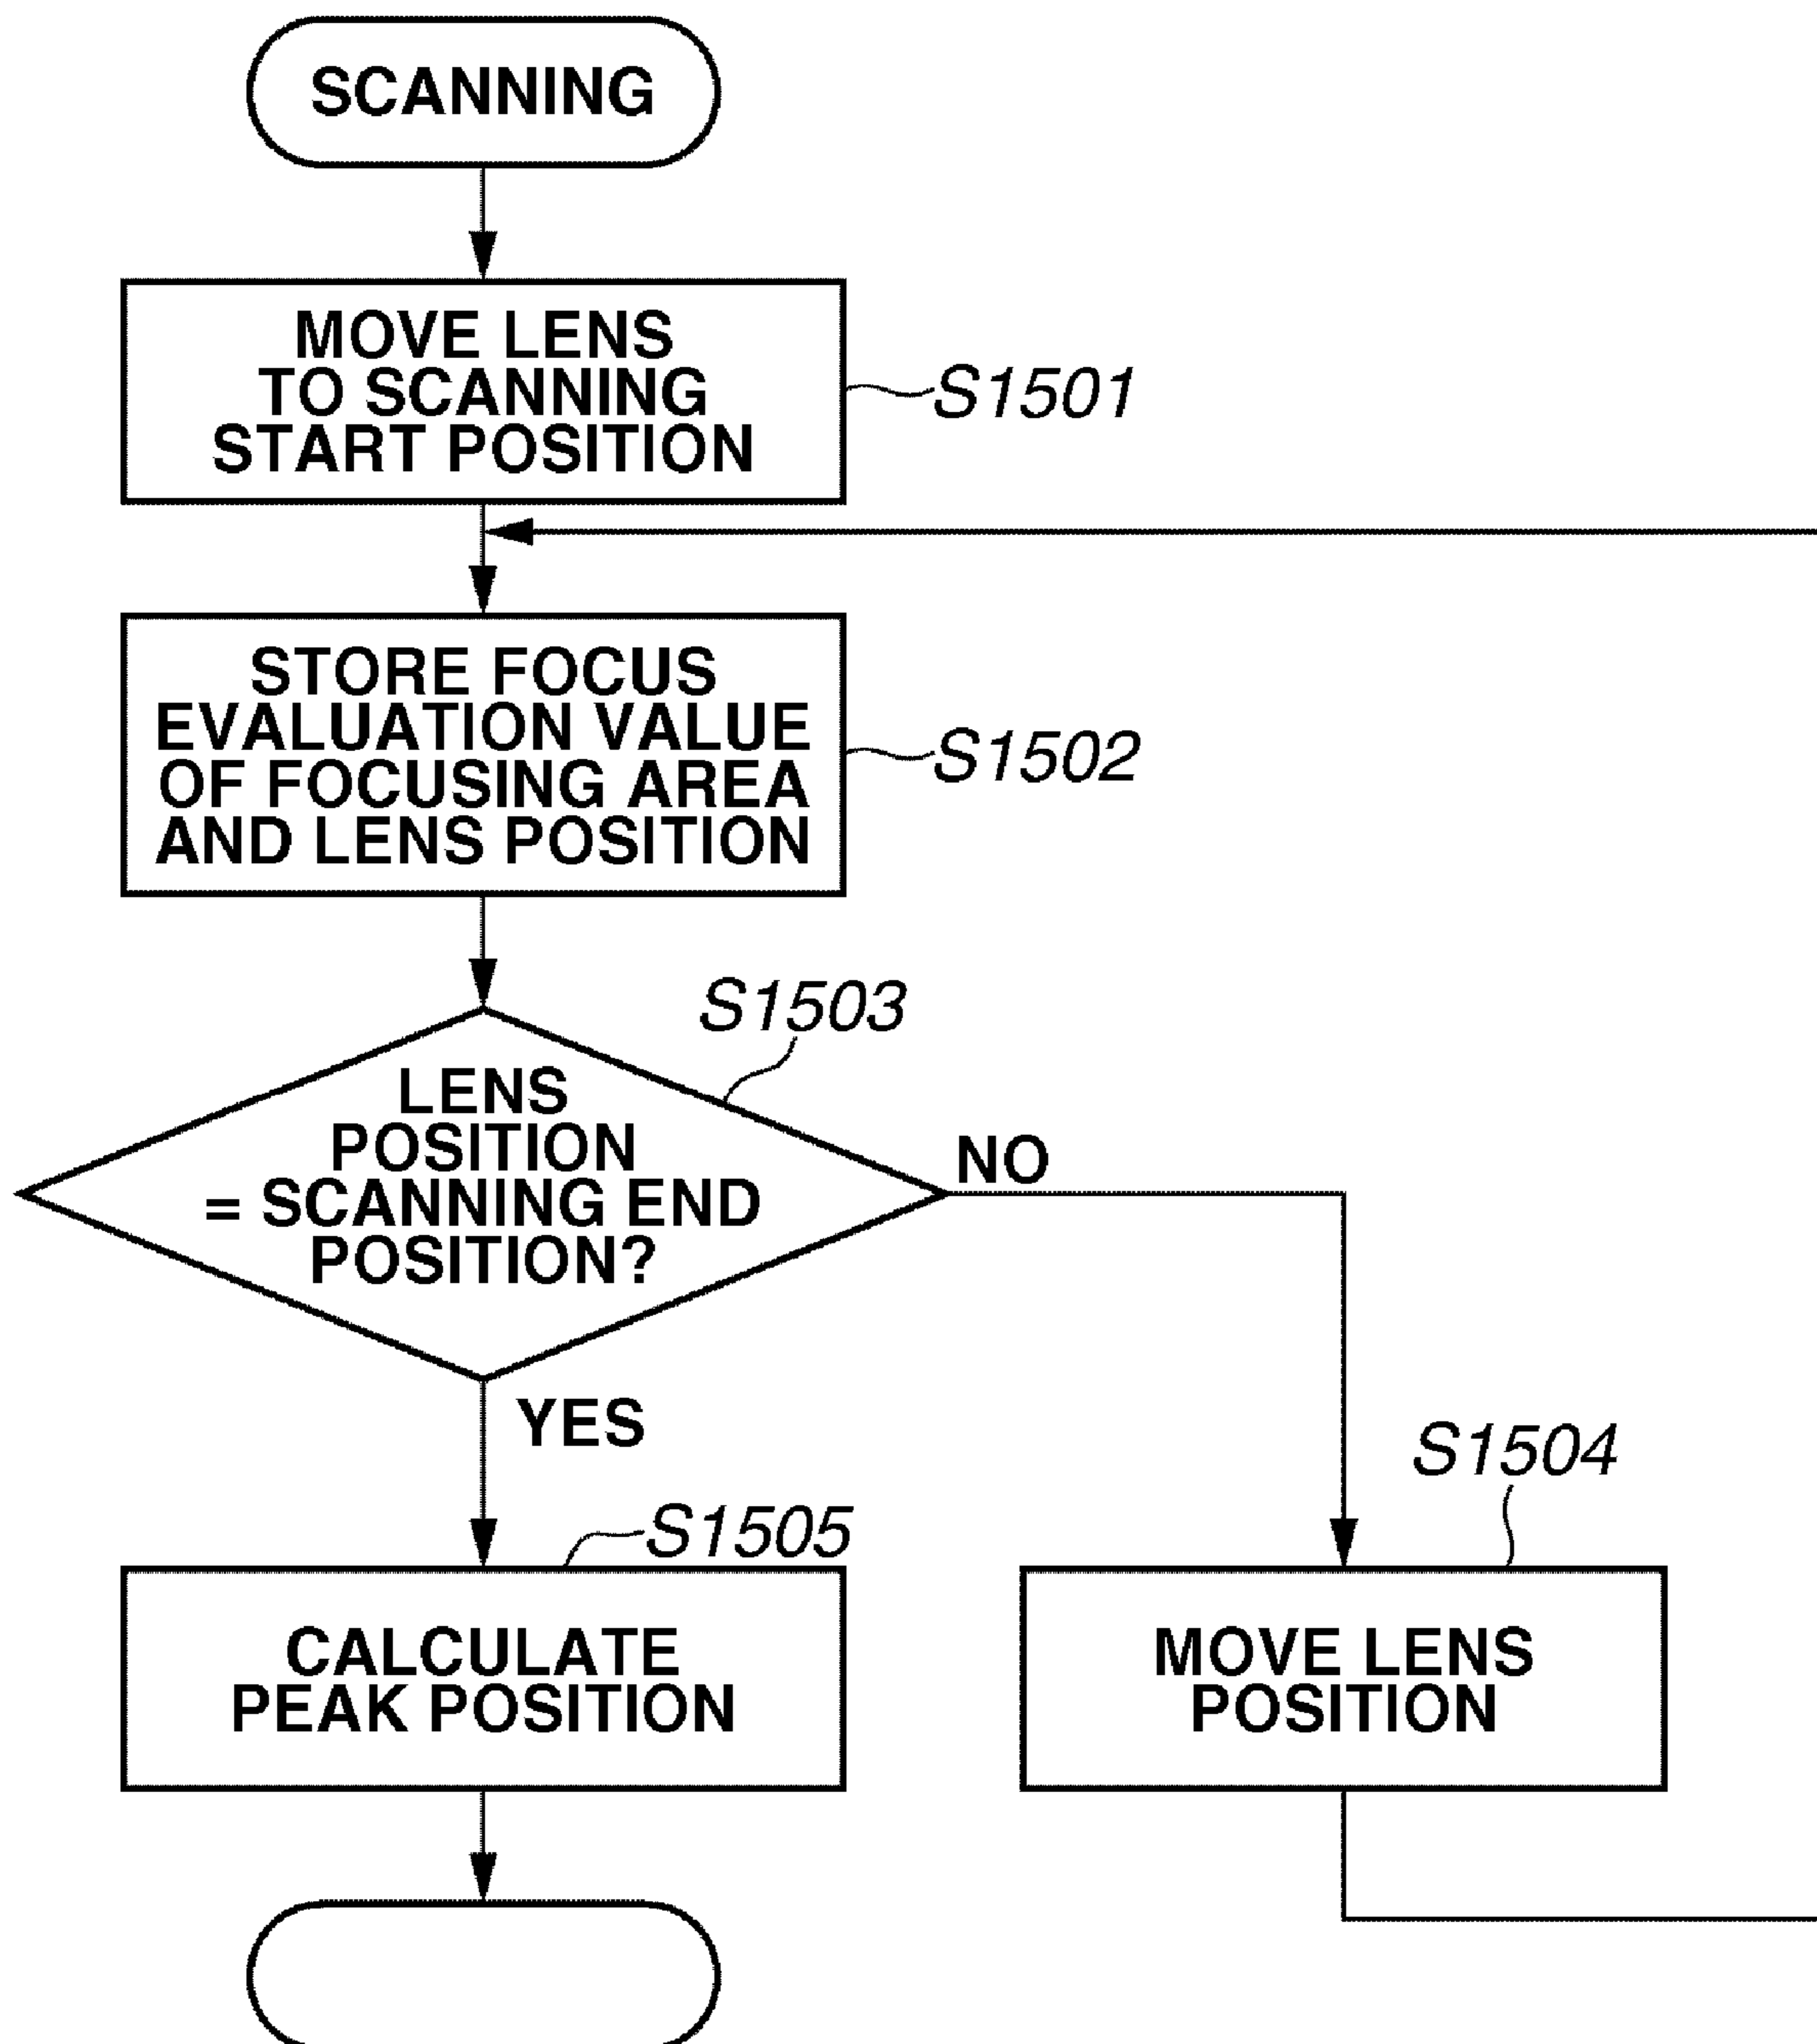 SCANNING
MOVE LENS
TO SCANNING
START POSITION
S1501
STORE FOCUS
EVALUATION VALUE
OF FOCUSING AREA
AND LENS POSITION
S1502
S1503
LENS
POSITION
= SCANNING END
POSITION?
NO
YES
S1504
S1505
CALCULATE
PEAK POSITION
MOVE LENS
POSITION